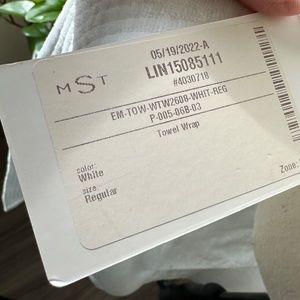 MST
05/19/2022-A
LIN15085111
#4030718
EM-TOW-WTW2608-WHIT-REG
P-005-06B-03
Towel Wrap
color:
White
size:
Regular
Zone: